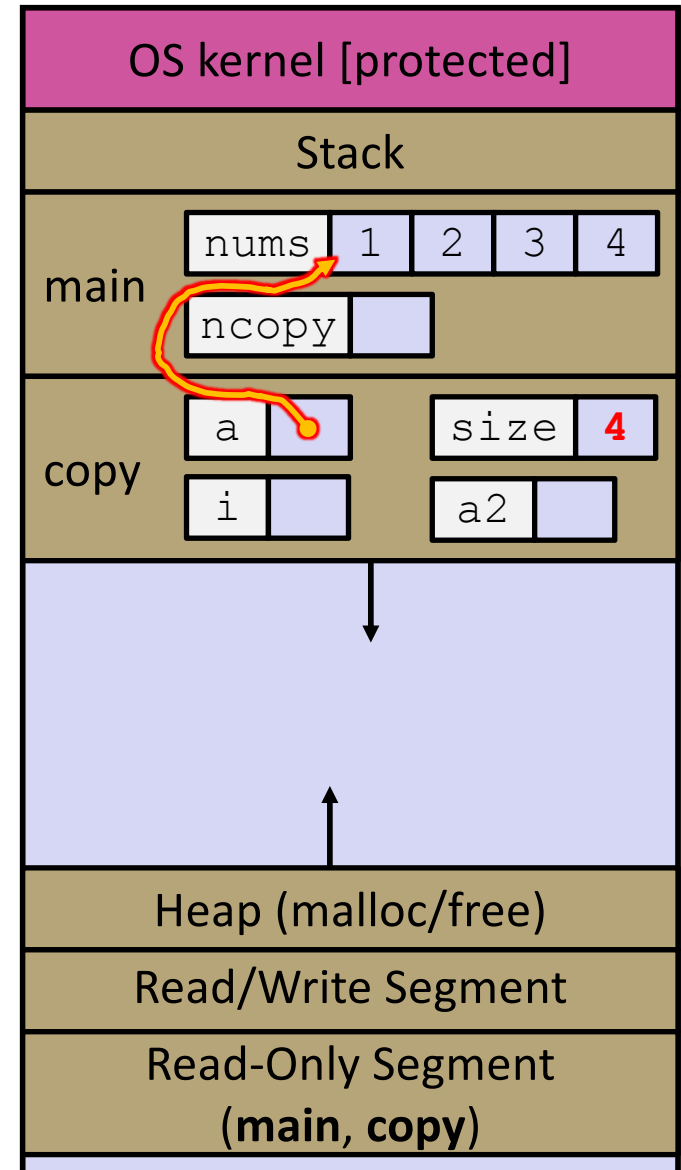 OS kernel [protected]
Stack
main
nums 1 2 3 4
ncopy
copy
a size 4
i a2
Heap (malloc/free)
Read/Write Segment
Read-Only Segment
(main, copy)